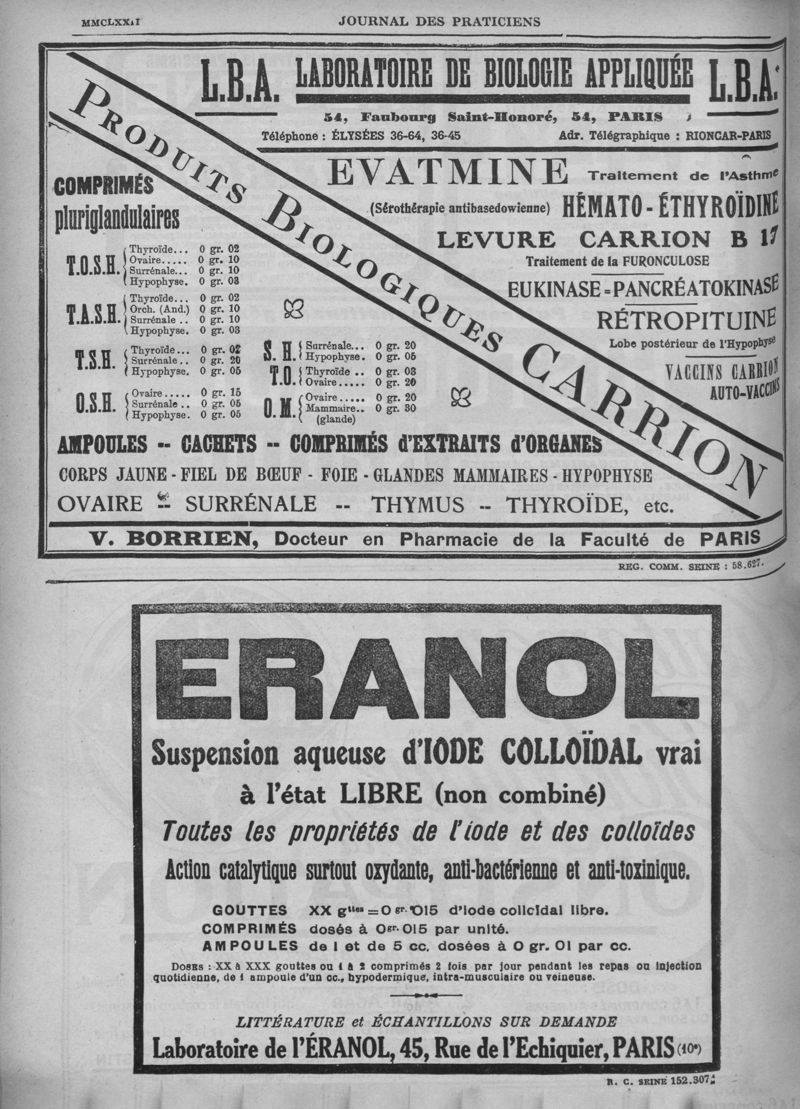 MMCLXXII
JOURNAL DES PRATICIENS
L.B.A. LABORATOIRE DE BIOLOGIE APPLIQUÉE L.B.A.
54, Faubourg Saint-Honoré, 54, PARIS
Téléphone : ÉLYSÉES 36-64, 36-45 Adr. Télégraphique : RIONCAR-PARIS
PRODUITS BIOLOGIQUES CARRION
EVATMINE Traitement de l'Asthme
(Sérothérapie antibasedowienne) HÉMATO-ÉTHYROÏDINE
LEVURE CARRION B 17
Traitement de la FURONCULOSE
EUKINASE=PANCRÉATOKINASE
RÉTROPITUINE
Lobe postérieur de l'Hypophyse
VACCINS CARRION
AUTO-VACCINS
COMPRIMÉS
pluriglandulaires
T.O.S.H. Thyroïde... 0 gr. 02
Ovaire..... 0 gr. 10
Surrénale... 0 gr. 10
Hypophyse. 0 gr. 03
T.A.S.H. Thyroïde... 0 gr. 02
Orch. (And.) 0 gr. 10
Surrénale .. 0 gr. 10
Hypophyse. 0 gr. 03
T.S.H. Thyroïde... 0 gr. 02
Surrénale .. 0 gr. 20
Hypophyse. 0 gr. 05
O.S.H. Ovaire..... 0 gr. 15
Surrénale .. 0 gr. 05
Hypophyse. 0 gr. 05
S. H. Surrénale... 0 gr. 20
Hypophyse. 0 gr. 05
T.O. Thyroïde .. 0 gr. 03
Ovaire..... 0 gr. 20
O.M. Ovaire..... 0 gr. 20
Mammaire.. 0 gr. 30
(glande)
AMPOULES -- CACHETS -- COMPRIMÉS d'EXTRAITS d'ORGANES
CORPS JAUNE - FIEL DE BŒUF - FOIE - GLANDES MAMMAIRES - HYPOPHYSE
OVAIRE -- SURRÉNALE -- THYMUS -- THYROÏDE, etc.
V. BORRIEN, Docteur en Pharmacie de la Faculté de PARIS
REG. COMM. SEINE : 58.627.
ERANOL
Suspension aqueuse d'IODE COLLOÏDAL vrai
à l'état LIBRE (non combiné)
Toutes les propriétés de l'iode et des colloïdes
Action catalytique surtout oxydante, anti-bactérienne et anti-toxinique.
GOUTTES XX gttes = 0 gr. 015 d'iode colloïdal libre.
COMPRIMÉS dosés à 0 gr. 015 par unité.
AMPOULES de 1 et de 5 cc. dosées à 0 gr. 01 par cc.
DOSES : XX à XXX gouttes ou 1 à 2 comprimés 2 fois par jour pendant les repas ou injection
quotidienne, de 1 ampoule d'un cc., hypodermique, intra-musculaire ou veineuse.
LITTÉRATURE et ÉCHANTILLONS SUR DEMANDE
Laboratoire de l'ÉRANOL, 45, Rue de l'Echiquier, PARIS (10e)
R. C. SEINE 152.307